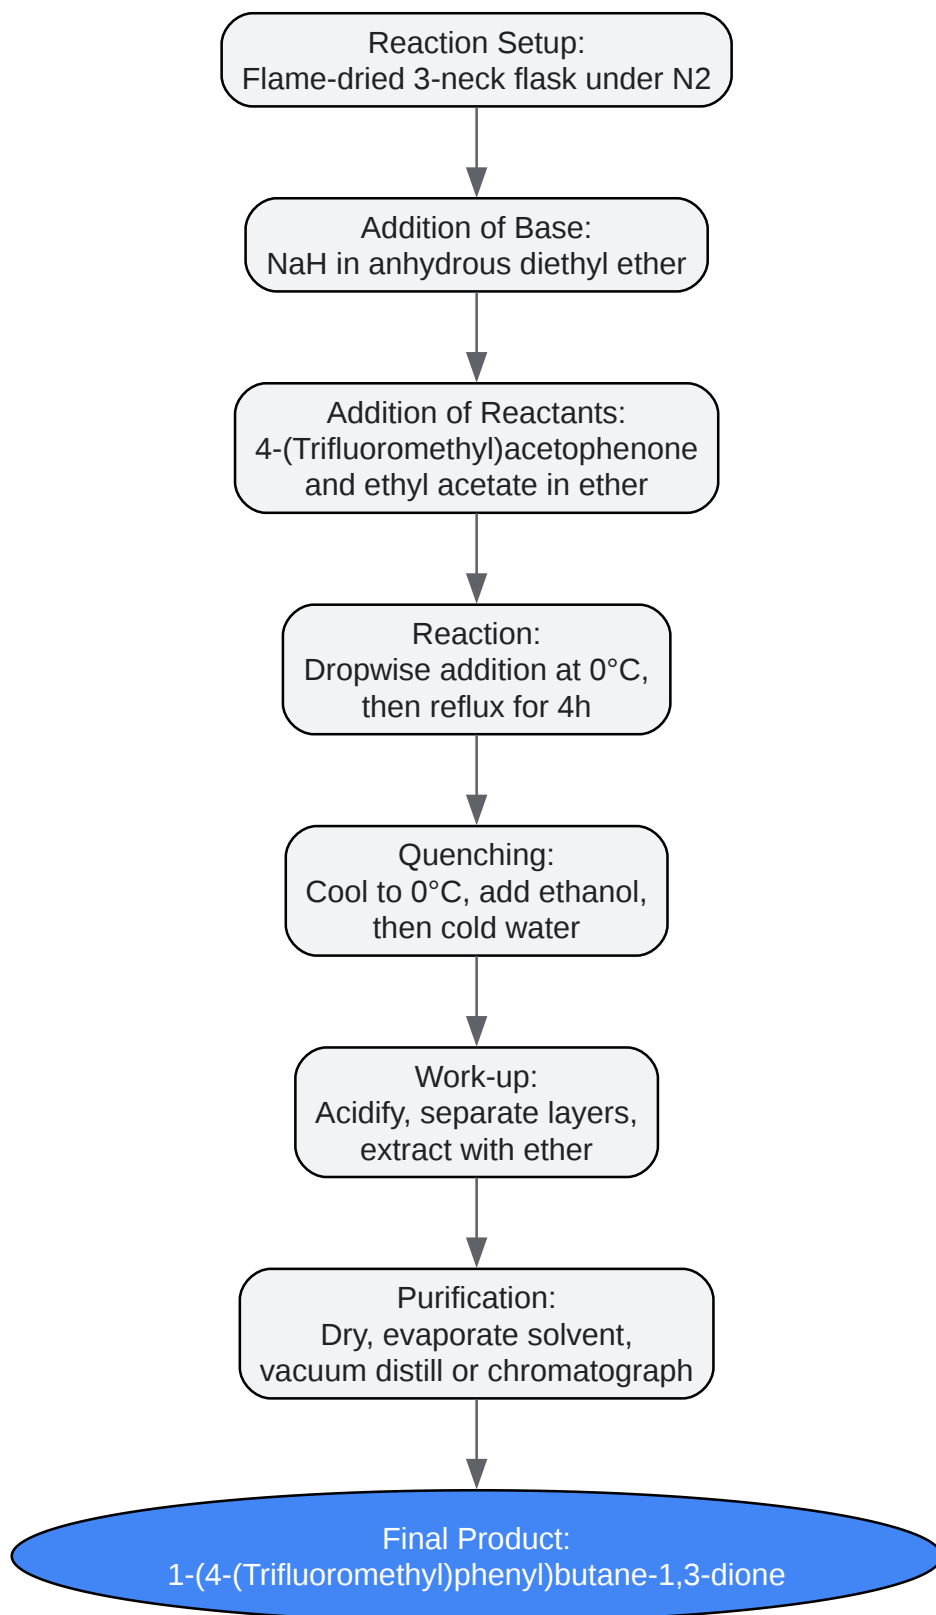 Reaction Setup:
Flame-dried 3-neck flask under N2
Addition of Base:
NaH in anhydrous diethyl ether
Addition of Reactants:
4-(Trifluoromethyl)acetophenone
and ethyl acetate in ether
Reaction:
Dropwise addition at 0°C,
then reflux for 4h
Quenching:
Cool to 0°C, add ethanol,
then cold water
Work-up:
Acidify, separate layers,
extract with ether
Purification:
Dry, evaporate solvent,
vacuum distill or chromatograph
Final Product:
1-(4-(Trifluoromethyl)phenyl)butane-1,3-dione